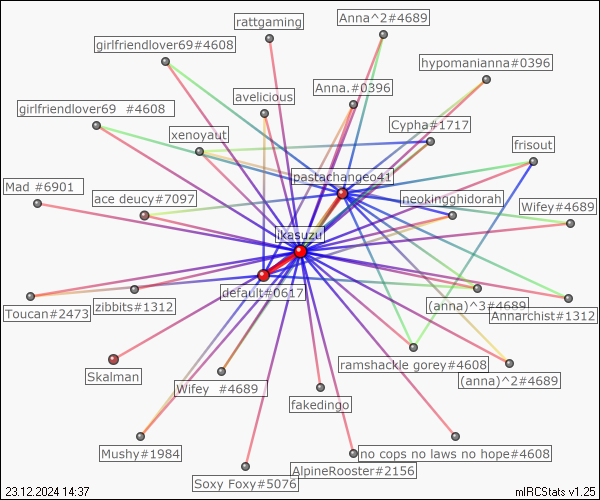 rattgaming
Anna^2#4689
girlfriendlover69#4608
hypomanianna#0396
avelicious
Anna.#0396
girlfriendlover69 #4608
xenoyaut
Cypha#1717
frisout
pastachangeo41
Mad #6901
ace deucy#7097
neokingghidorah
Wifey#4689
ikasuzu
default#0617
Toucan#2473
zibbits#1312
(anna)^3#4689
Annarchist#1312
Skalman
Wifey #4689
ramshackle gorey#4608
(anna)^2#4689
fakedingo
Mushy#1984
no cops no laws no hope#4608
Soxy Foxy#5076
AlpineRooster#2156
23.12.2024 14:37
mIRCStats v1.25